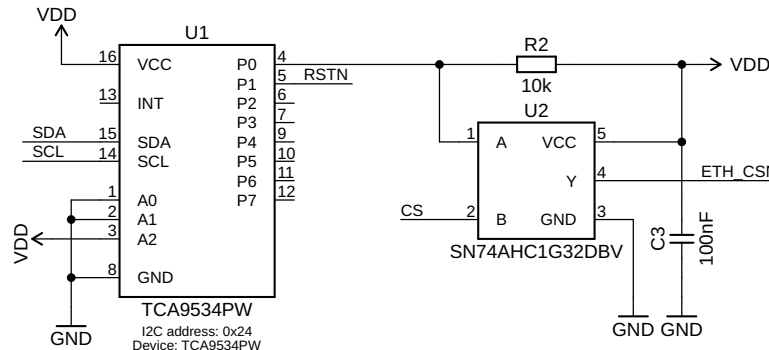 VDD
U1
16 VCC
13 INT
SDA 15 SDA
SCL 14 SCL
1 A0
2 A1
VDD 3 A2
8 GND
GND
P0 4
P1 5 RSTN
P2 6
P3 7
P4 9
P5 10
P6 11
P7 12
TCA9534PW
I2C address: 0x24
Device: TCA9534PW
R2
10k
VDD
U2
1 A VCC 5
Y 4 ETH_CSN
CS 2 B GND 3
SN74AHC1G32DBV
C3
100nF
GND GND